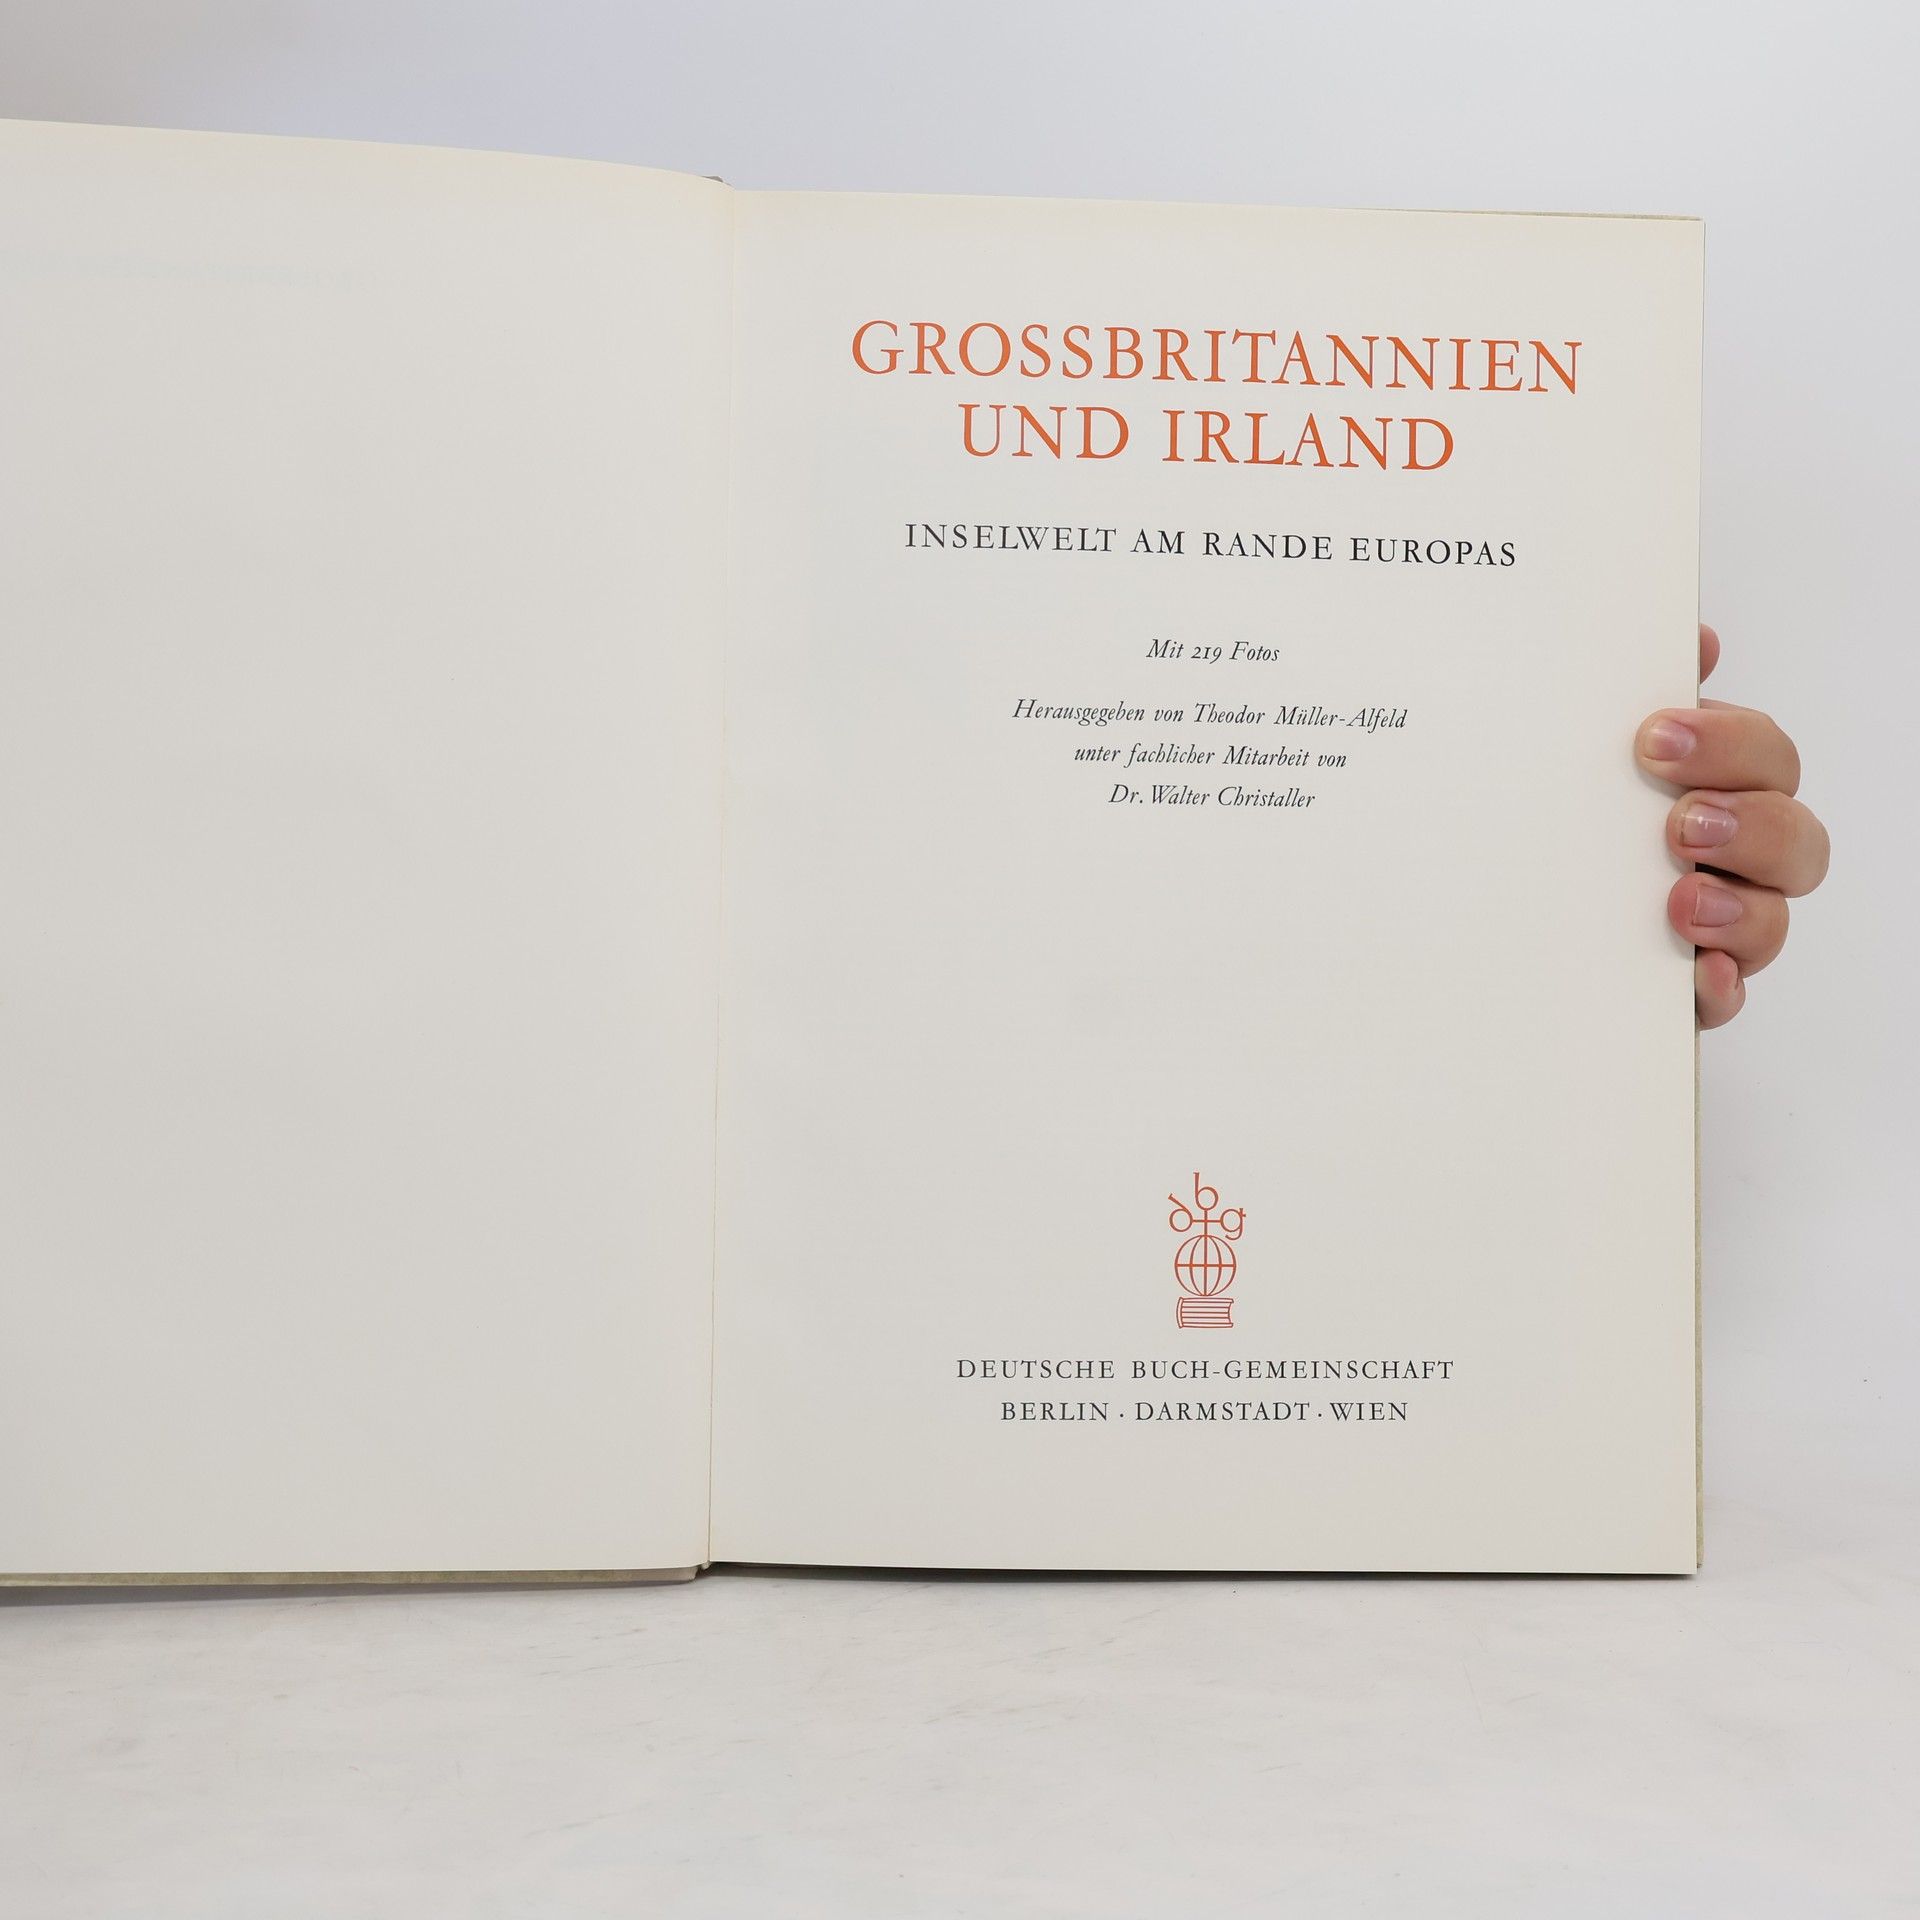 GROSSBRITANNIEN
UND IRLAND
INSELWELT AM RANDE EUROPAS
Mit 219 Fotos
Herausgegeben von Theodor Müller-Alfeld
unter fachlicher Mitarbeit von
Dr. Walter Christaller
dbg
DEUTSCHE BUCH-GEMEINSCHAFT
BERLIN · DARMSTADT · WIEN